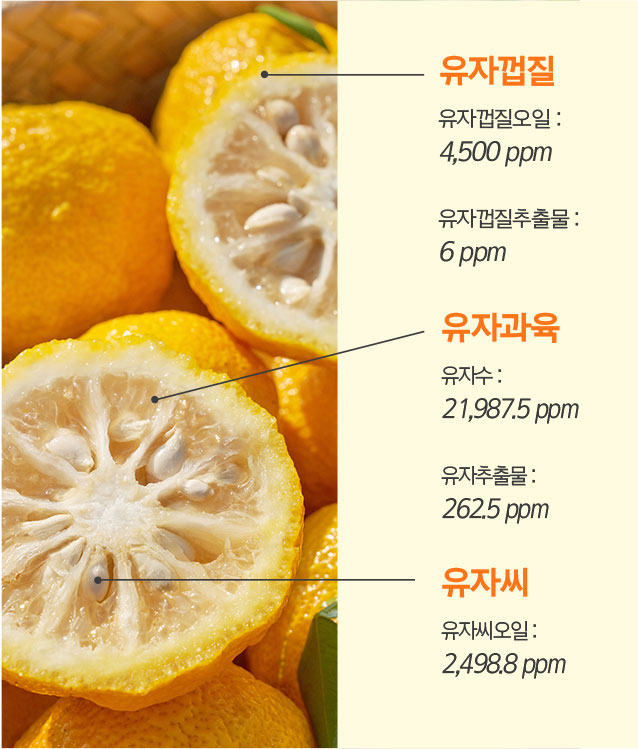 유자껍질
유자껍질오일 :
4,500 ppm
유자껍질추출물 :
6 ppm
유자과육
유자수 :
21,987.5 ppm
유자추출물 :
262.5 ppm
유자씨
유자씨오일 :
2,498.8 ppm